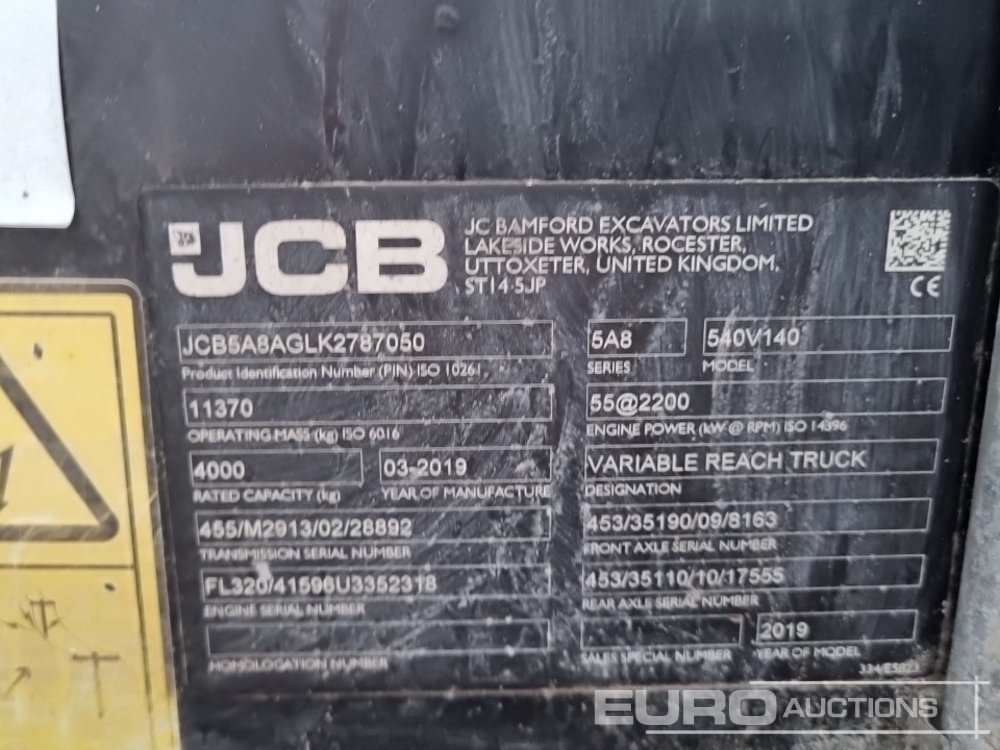 JCB
JC BAMFORD EXCAVATORS LIMITED
LAKESIDE WORKS, ROCESTER,
UTTOXETER, UNITED KINGDOM.
ST14 5JP
CE
JCB5A8AGLK2787050
Product Identification Number (PIN) ISO 10261
5A8
SERIES
540V140
MODEL
11370
OPERATING MASS (kg) ISO 6016
55@2200
ENGINE POWER (kW @ RPM) ISO 14396
4000
RATED CAPACITY (kg)
03-2019
YEAR OF MANUFACTURE
VARIABLE REACH TRUCK
DESIGNATION
455/M2913/02/28892
TRANSMISSION SERIAL NUMBER
453/35190/09/8163
FRONT AXLE SERIAL NUMBER
FL320/41596U3352318
ENGINE SERIAL NUMBER
453/35110/10/17555
REAR AXLE SERIAL NUMBER
HOMOLOGATION NUMBER
SALES SPECIAL NUMBER
2019
YEAR OF MODEL
334/E5823
EURO AUCTIONS